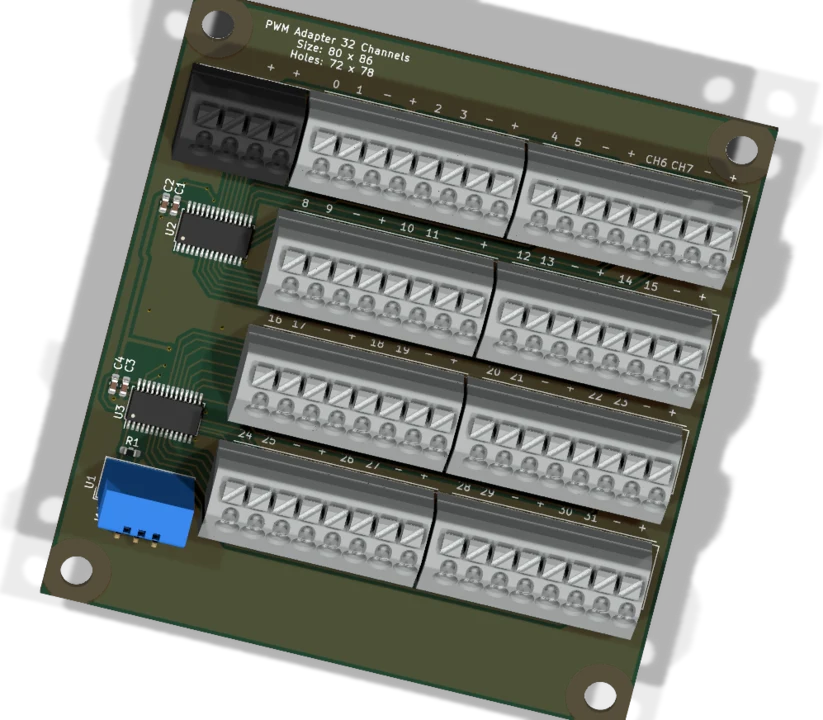 PWM Adapter 32 Channels
Size: 80 x 86
Holes: 72 x 78
+ + 0 1 - + 2 3 - + 4 5 - + CH6 CH7 - +
C2 C1
U2
8 9 - + 10 11 - + 12 13 - + 14 15 - +
16 17 - + 18 19 - + 20 21 - + 22 23 - +
C4 C3
U3
R1
24 25 - + 26 27 - + 28 29 - + 30 31 - +
U1